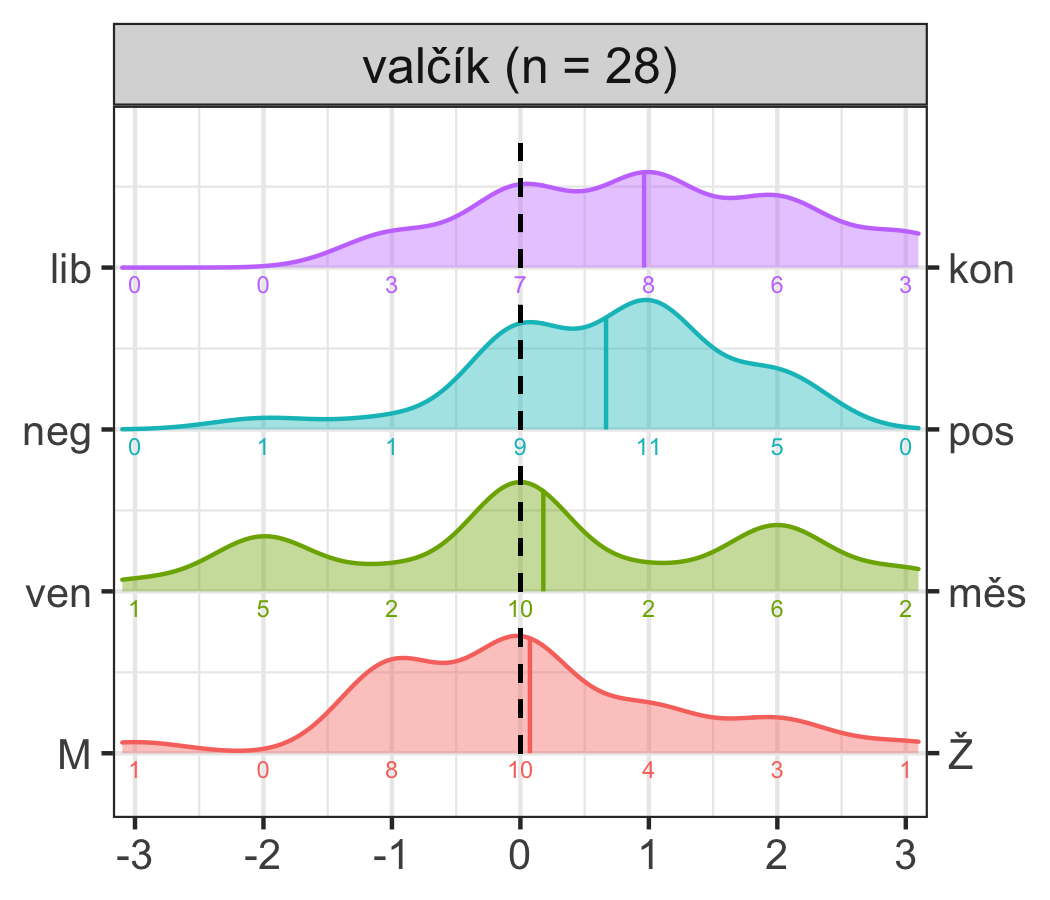 valčík (n = 28)
lib kon
0 0 3 7 8 6 3
neg pos
0 1 1 9 11 5 0
ven měs
1 5 2 10 2 6 2
M Ž
1 0 8 10 4 3 1
-3 -2 -1 0 1 2 3